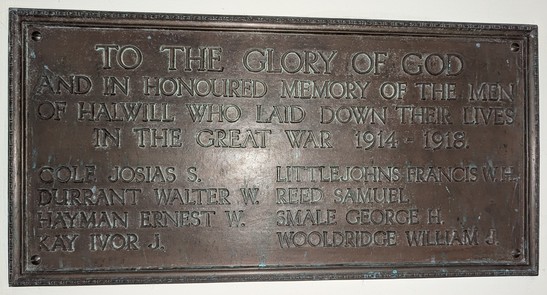 TO THE GLORY OF GOD
AND IN HONOURED MEMORY OF THE MEN
OF HALWILL WHO LAID DOWN THEIR LIVES
IN THE GREAT WAR 1914 - 1918.
COLE JOSIAS S. LITTLEJOHNS FRANCIS W.H.
DURRANT WALTER W. REED SAMUEL
HAYMAN ERNEST W. SMALE GEORGE H.
KAY IVOR J. WOOLDRIDGE WILLIAM J.